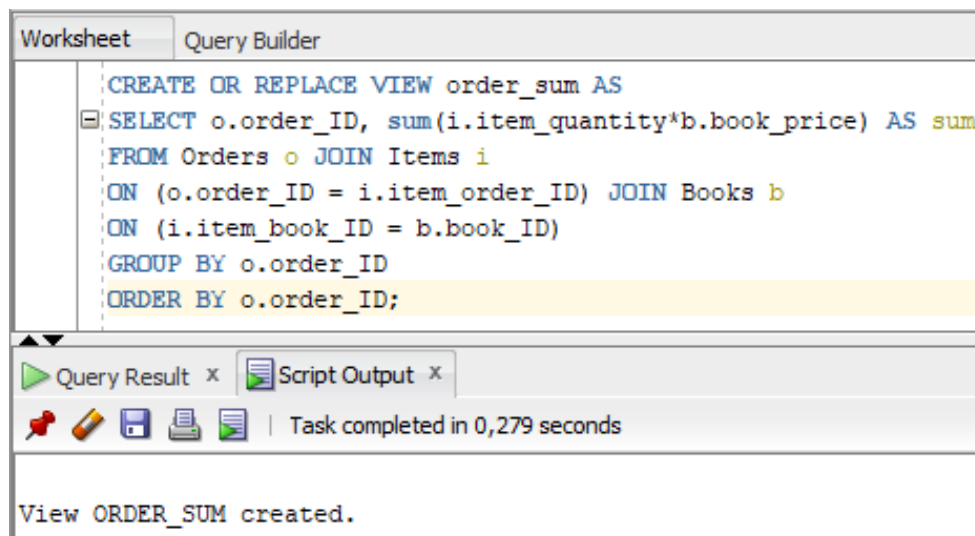 Worksheet Query Builder
CREATE OR REPLACE VIEW order_sum AS
SELECT o.order_ID, sum(i.item_quantity*b.book_price) AS sum
FROM Orders o JOIN Items i
ON (o.order_ID = i.item_order_ID) JOIN Books b
ON (i.item_book_ID = b.book_ID)
GROUP BY o.order_ID
ORDER BY o.order_ID;
Query Result x Script Output x
Task completed in 0,279 seconds
View ORDER_SUM created.